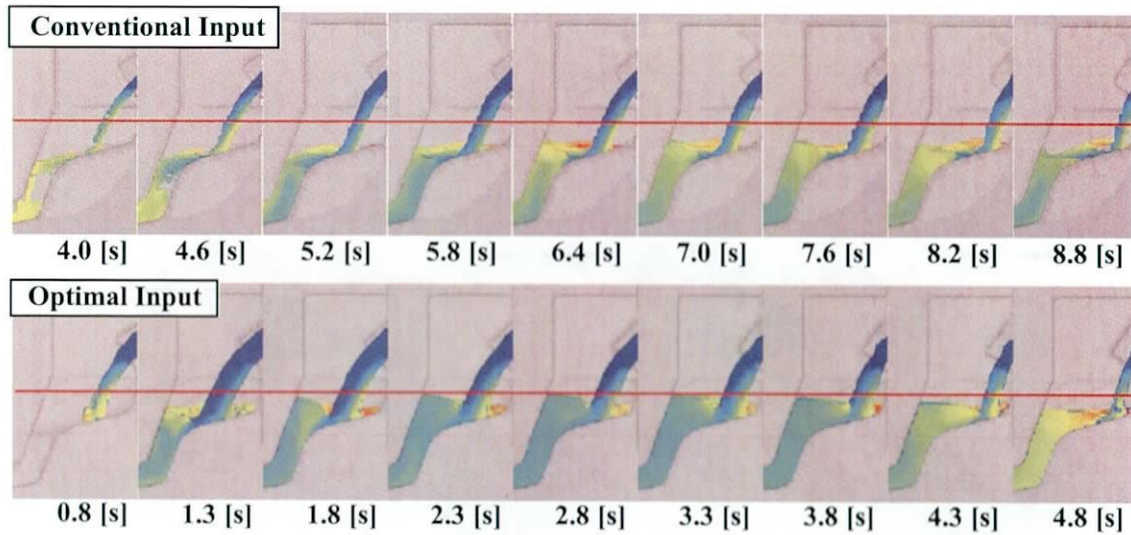 Conventional Input
4.0 [s] 4.6 [s] 5.2 [s] 5.8 [s] 6.4 [s] 7.0 [s] 7.6 [s] 8.2 [s] 8.8 [s]
Optimal Input
0.8 [s] 1.3 [s] 1.8 [s] 2.3 [s] 2.8 [s] 3.3 [s] 3.8 [s] 4.3 [s] 4.8 [s]